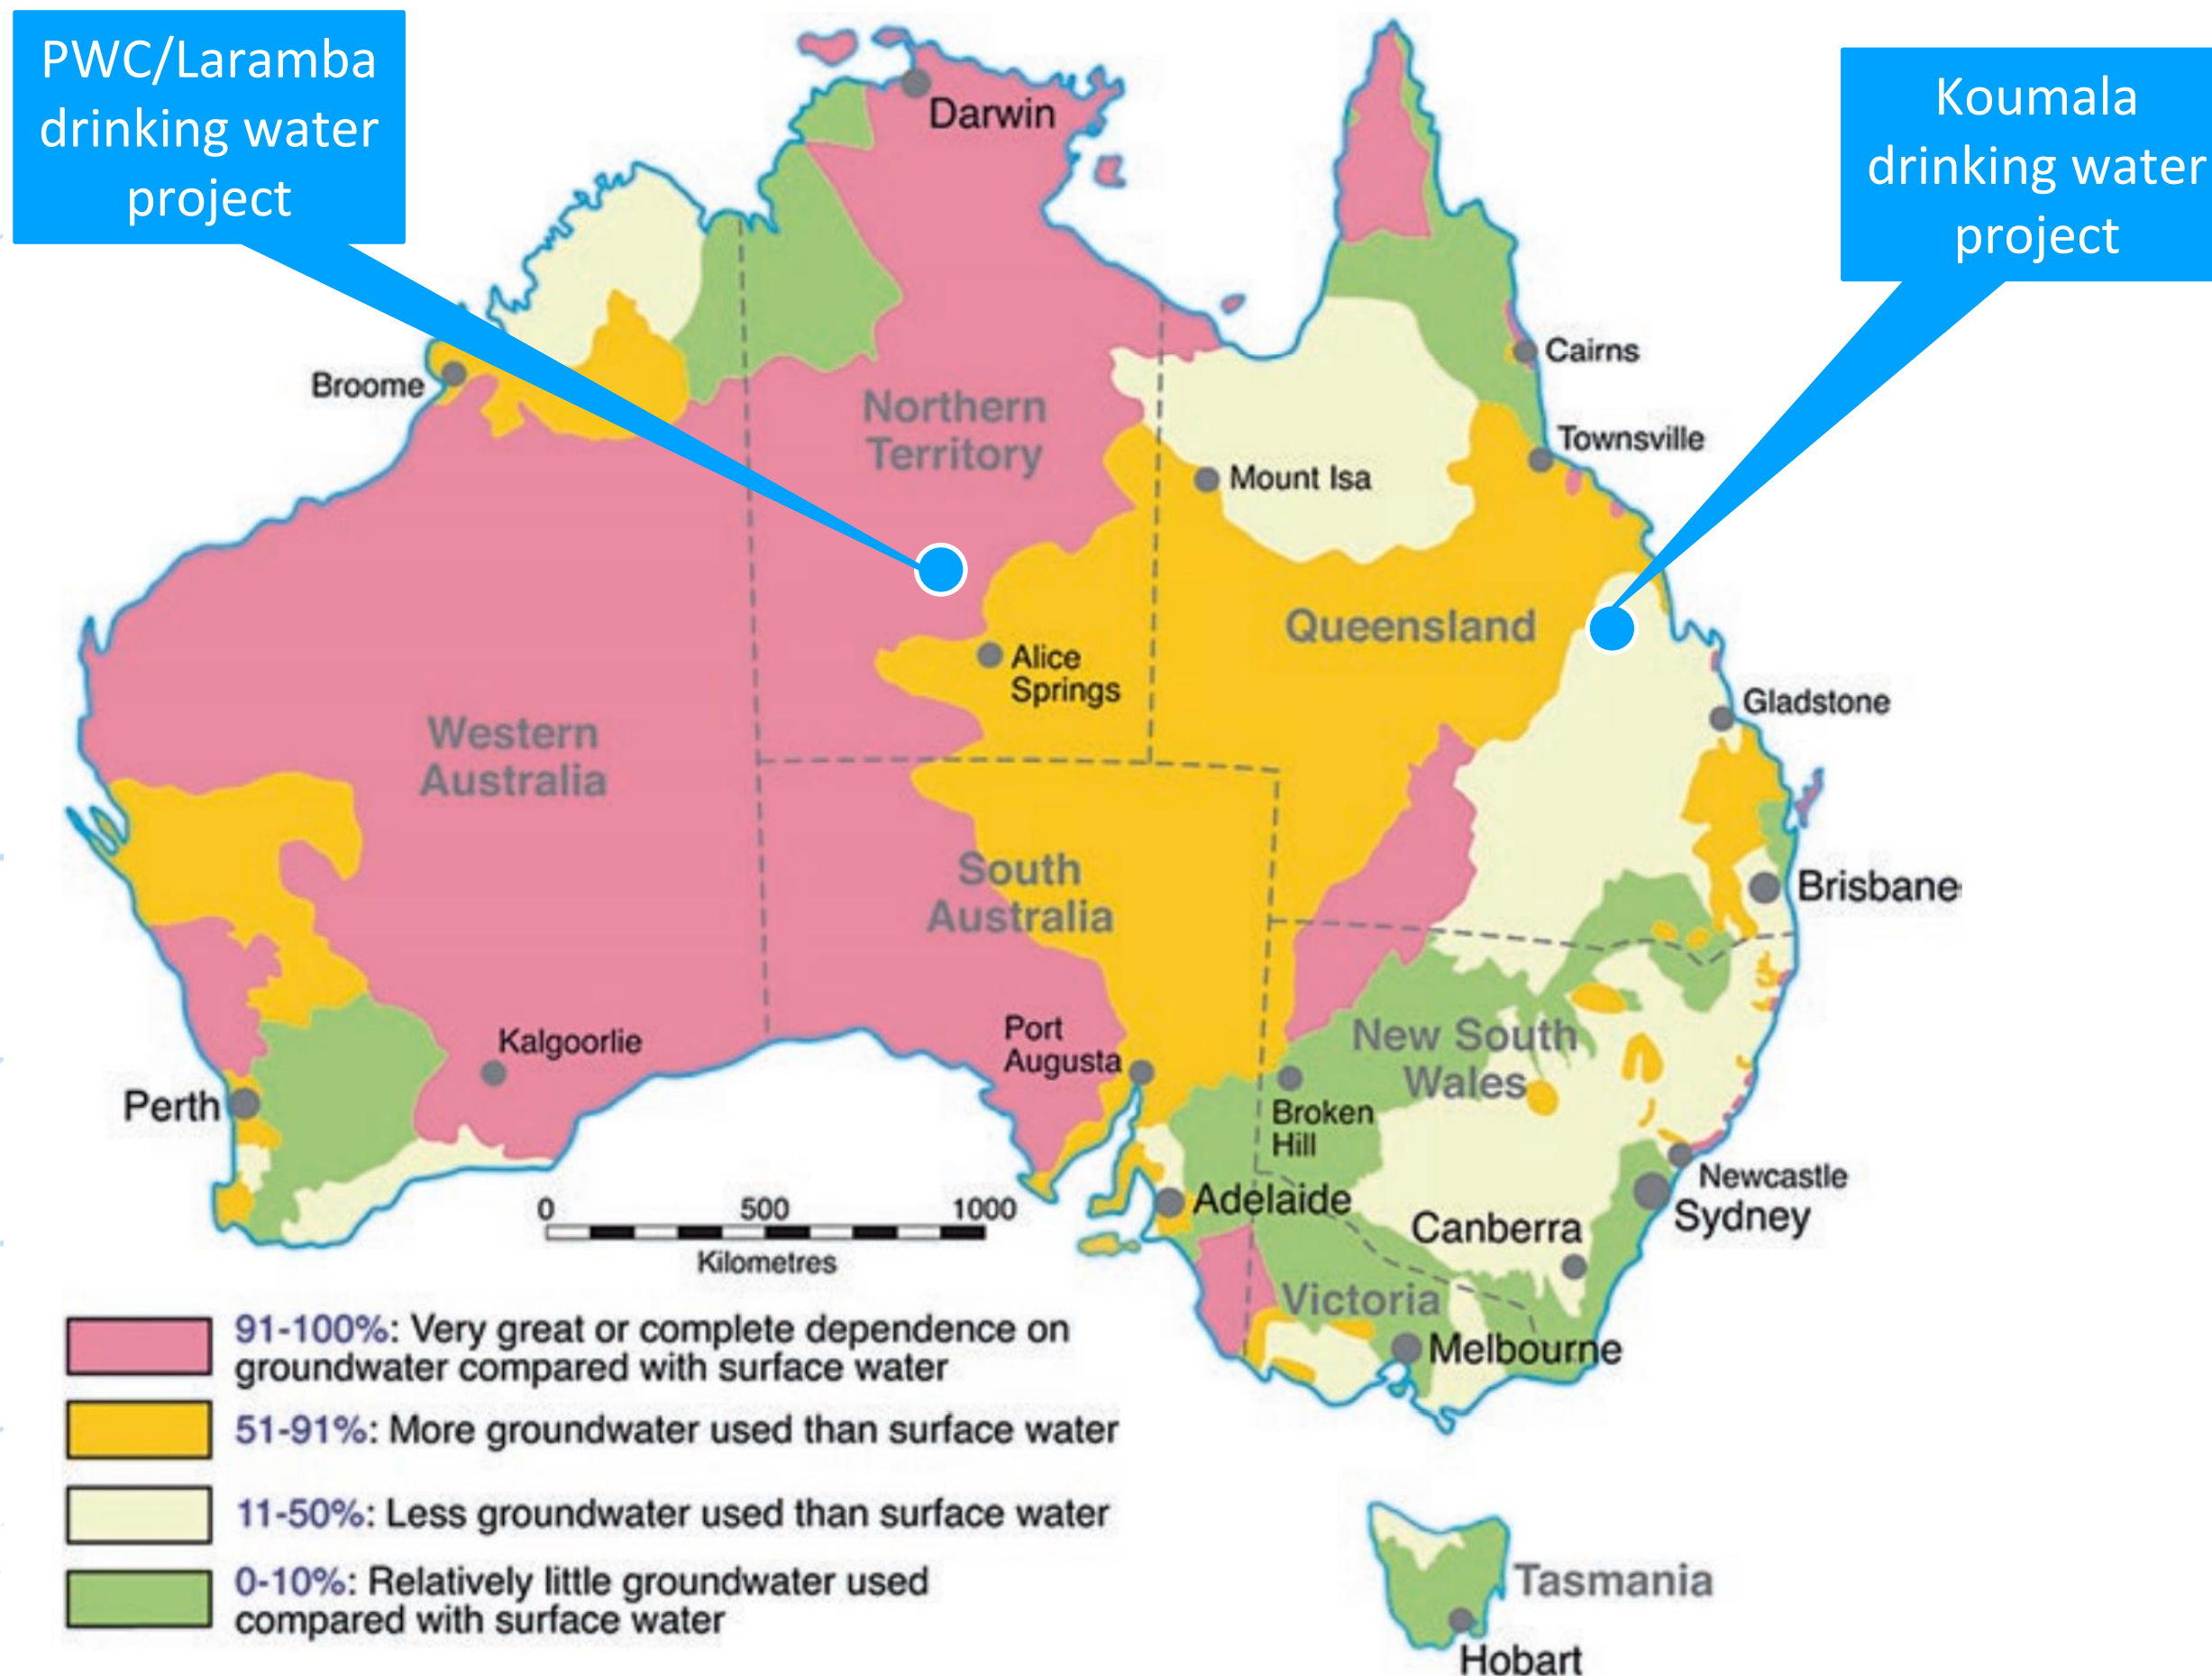 PWC/Laramba
drinking water
project
Koumala
drinking water
project
Darwin
Broome
Northern
Territory
Cairns
Townsville
Mount Isa
Queensland
Alice
Springs
Gladstone
Western
Australia
South
Australia
Brisbane
Kalgoorlie
Port
Augusta
New South
Wales
Perth
Broken
Hill
Newcastle
Adelaide
Sydney
Canberra
0 500 1000
Kilometres
Victoria
Melbourne
91-100%: Very great or complete dependence on
groundwater compared with surface water
51-91%: More groundwater used than surface water
11-50%: Less groundwater used than surface water
0-10%: Relatively little groundwater used
compared with surface water
Tasmania
Hobart